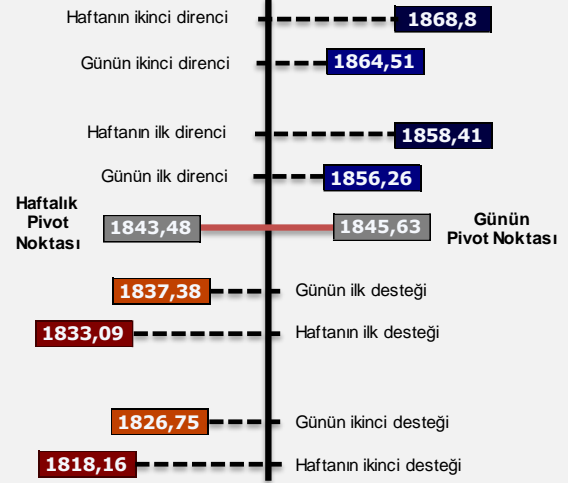 Haftanın ikinci direnci 1868,8
Günün ikinci direnci 1864,51
Haftanın ilk direnci 1858,41
Günün ilk direnci 1856,26
Haftalık
Pivot
Noktası
1843,48
1845,63
Günün
Pivot Noktası
1837,38 Günün ilk desteği
1833,09 Haftanın ilk desteği
1826,75 Günün ikinci desteği
1818,16 Haftanın ikinci desteği